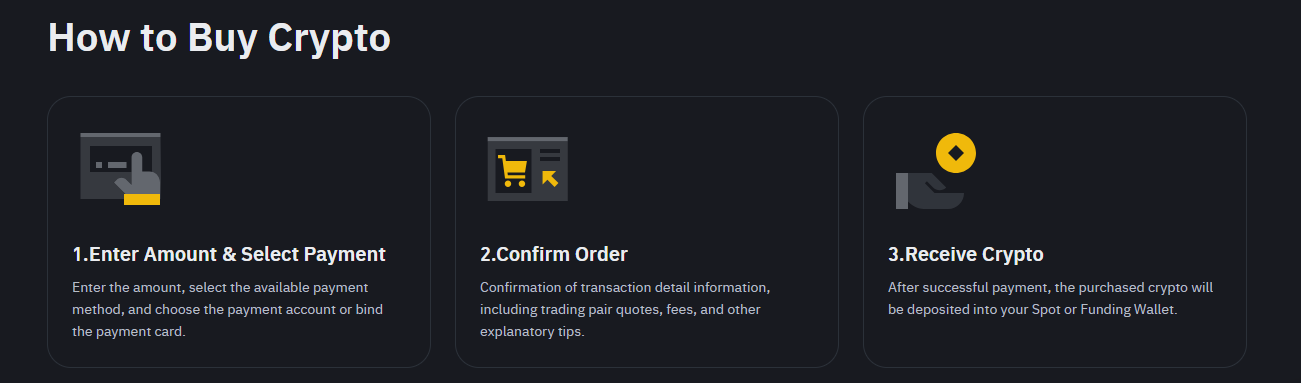 How to Buy Crypto
1.Enter Amount & Select Payment
Enter the amount, select the available payment
method, and choose the payment account or bind
the payment card.
2.Confirm Order
Confirmation of transaction detail information,
including trading pair quotes, fees, and other
explanatory tips.
3.Receive Crypto
After successful payment, the purchased crypto will
be deposited into your Spot or Funding Wallet.